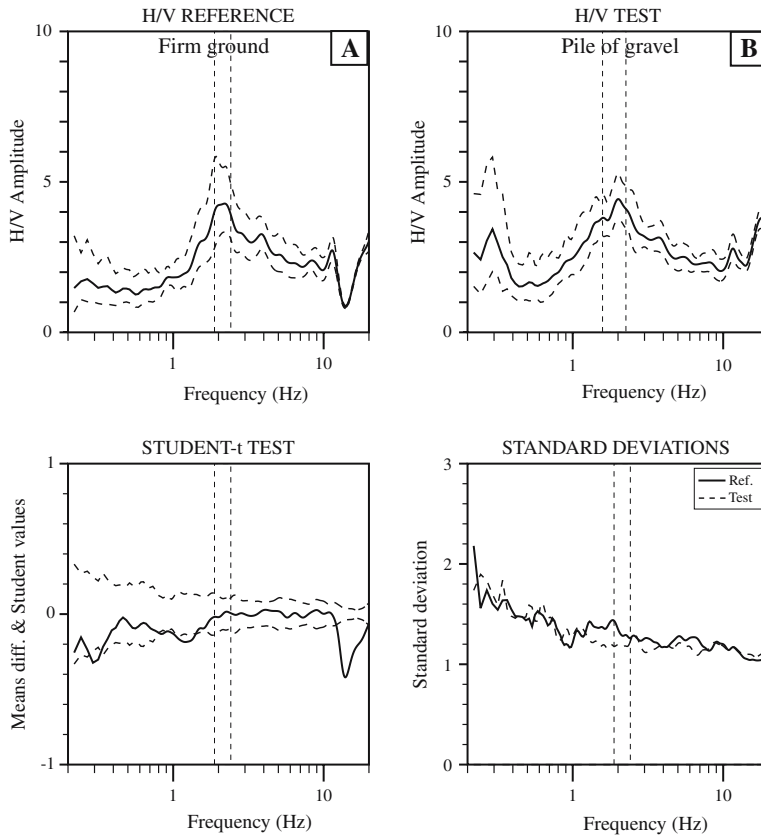 H/V REFERENCE
Firm ground
A
10
5
0
H/V Amplitude
1
10
Frequency (Hz)
H/V TEST
Pile of gravel
B
10
5
0
H/V Amplitude
1
10
Frequency (Hz)
STUDENT-t TEST
1
0
-1
Means diff. & Student values
1
10
Frequency (Hz)
STANDARD DEVIATIONS
Ref.
Test
3
2
1
0
Standard deviation
1
10
Frequency (Hz)